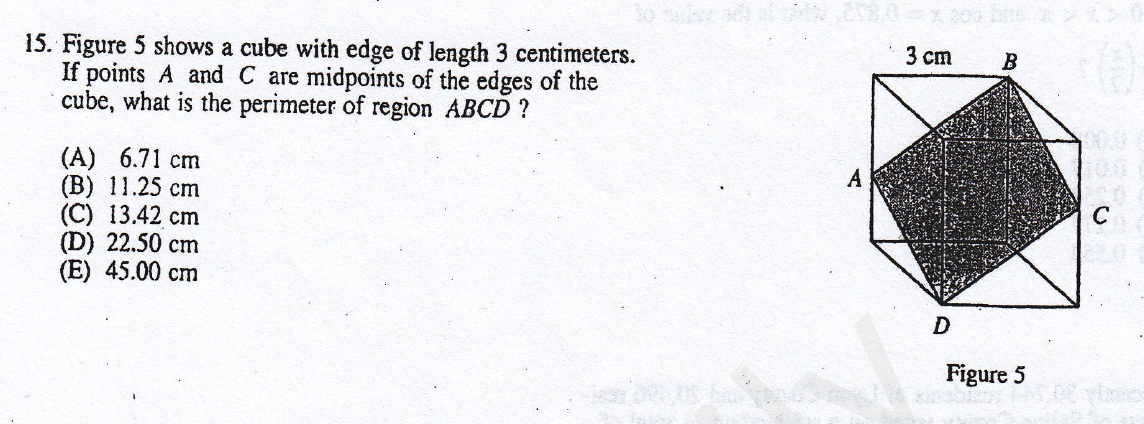 15. Figure 5 shows a cube with edge of length 3 centimeters.
If points A and C are midpoints of the edges of the
cube, what is the perimeter of region ABCD ?
(A) 6.71 cm
(B) 11.25 cm
(C) 13.42 cm
(D) 22.50 cm
(E) 45.00 cm
3 cm
B
A
C
D
Figure 5